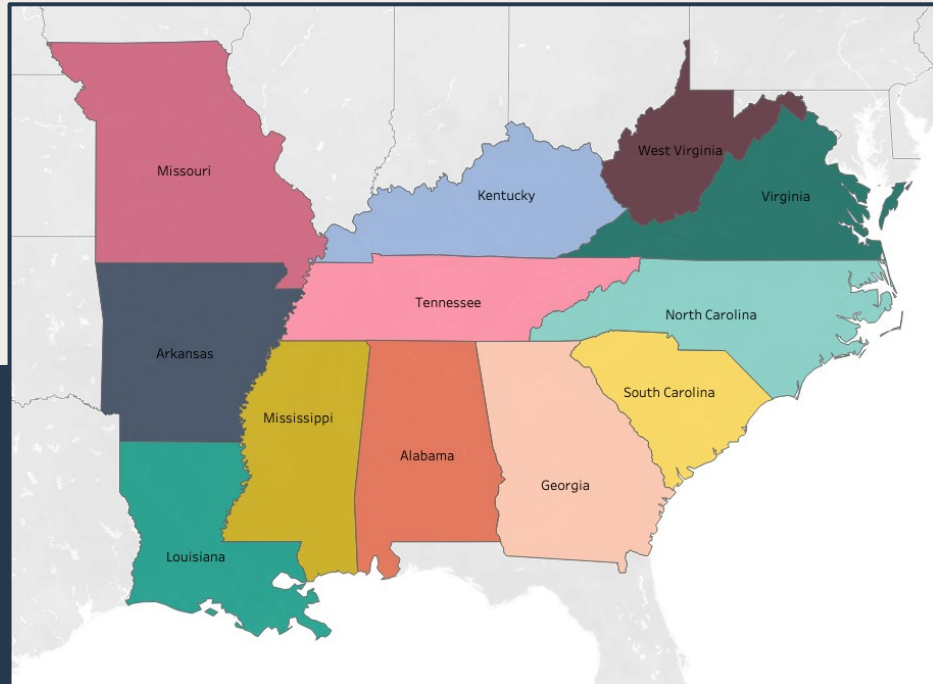 West Virginia
Missouri
Kentucky
Virginia
Tennessee
North Carolina
Arkansas
South Carolina
Mississippi
Alabama
Georgia
Louisiana